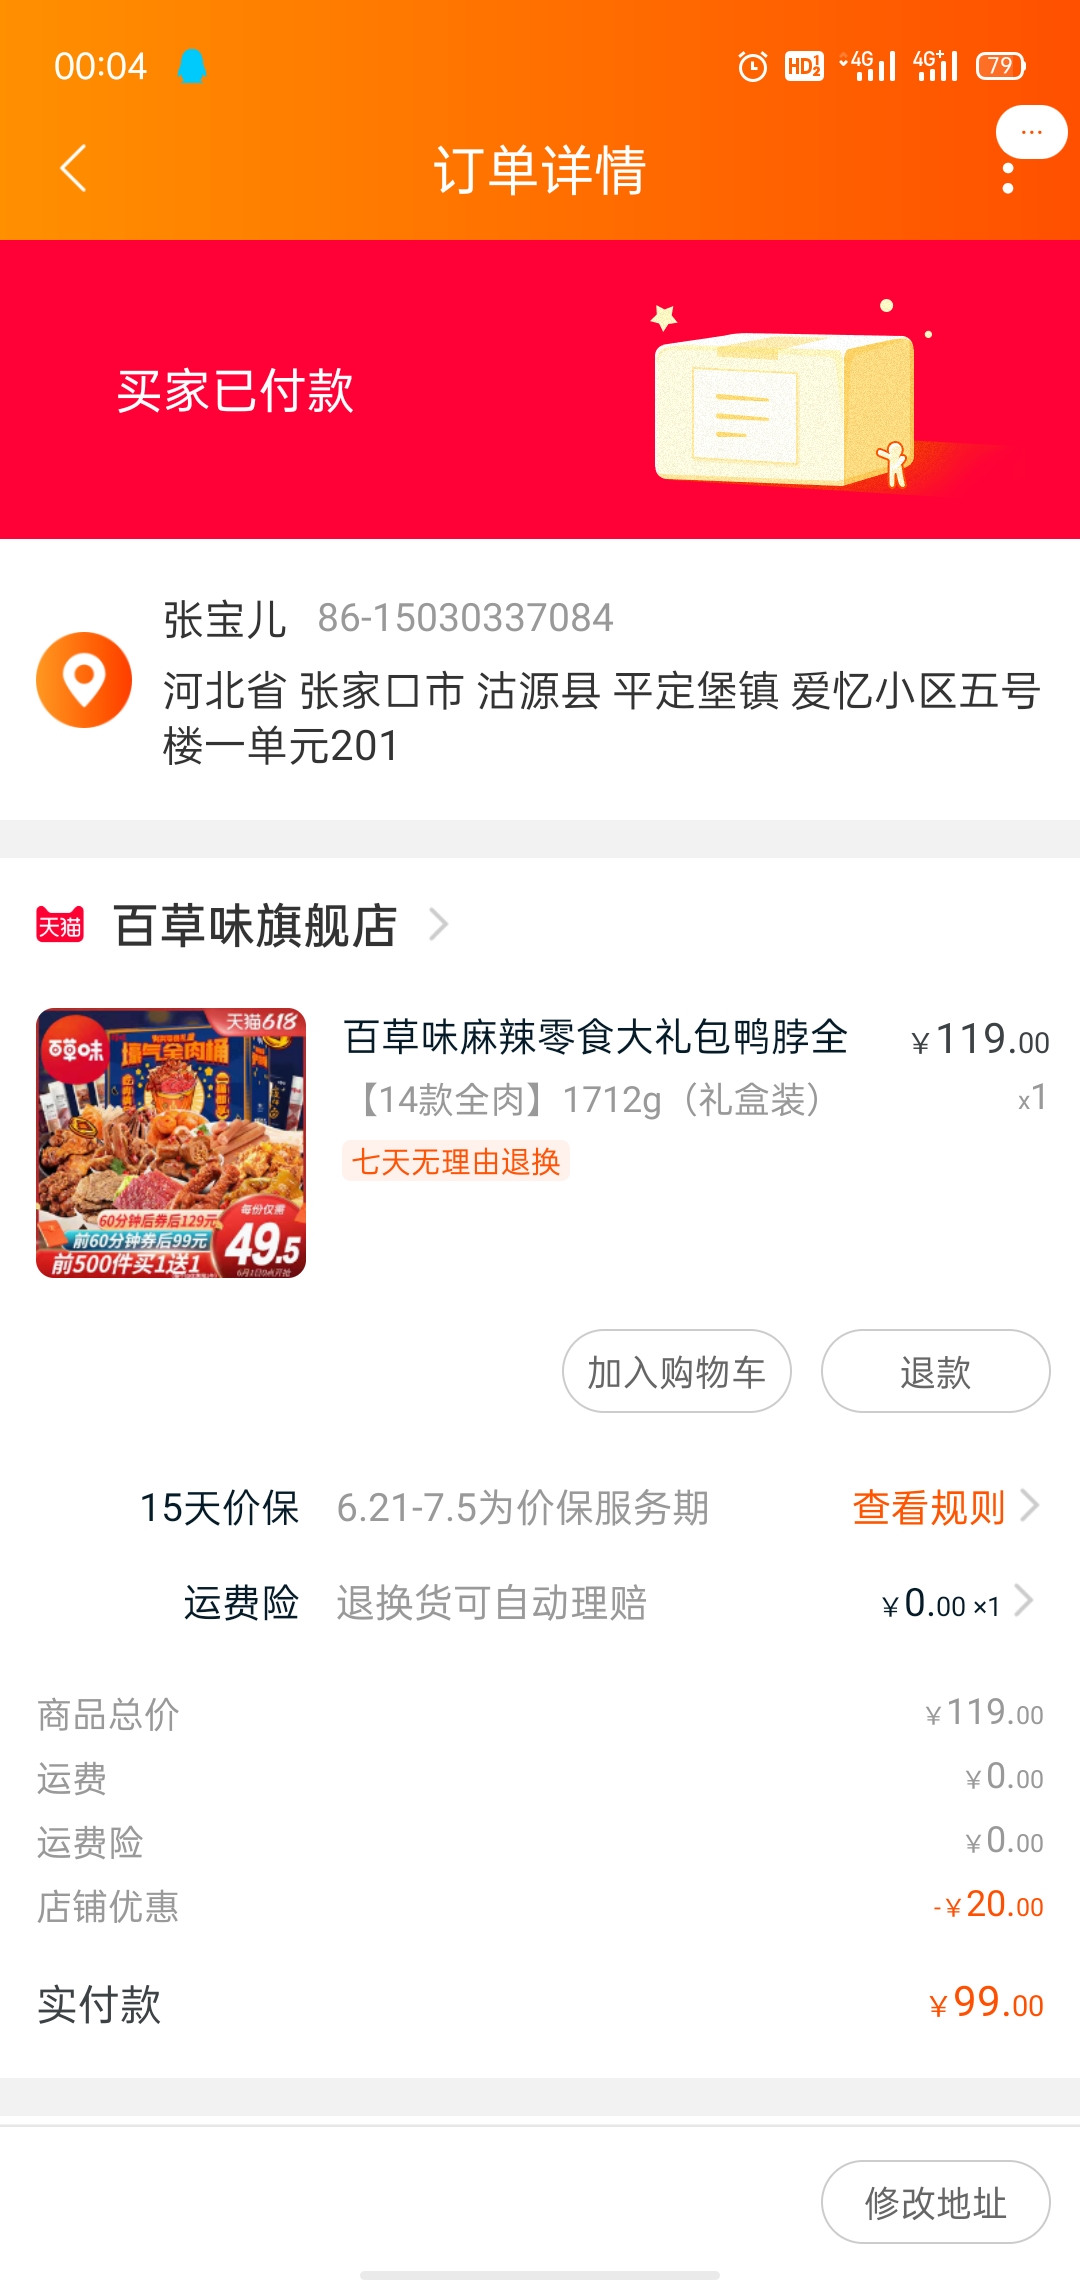 00:04
HD 1 2 4G 4G+ 79
订单详情
买家已付款
张宝儿 86-15030337084
河北省 张家口市 沽源县 平定堡镇 爱忆小区五号
楼一单元201
天猫 百草味旗舰店
天猫618
百草味
爆气全肉桶
60分钟后券后129元
前60分钟券后99元
前500件买1送1
每份仅需
49.5
百草味麻辣零食大礼包鸭脖全 ¥119.00
【14款全肉】1712g（礼盒装） x1
七天无理由退换
加入购物车 退款
15天价保 6.21-7.5为价保服务期 查看规则
运费险 退换货可自动理赔 ¥0.00 ×1
商品总价 ¥119.00
运费 ¥0.00
运费险 ¥0.00
店铺优惠 -¥20.00
实付款 ¥99.00
修改地址